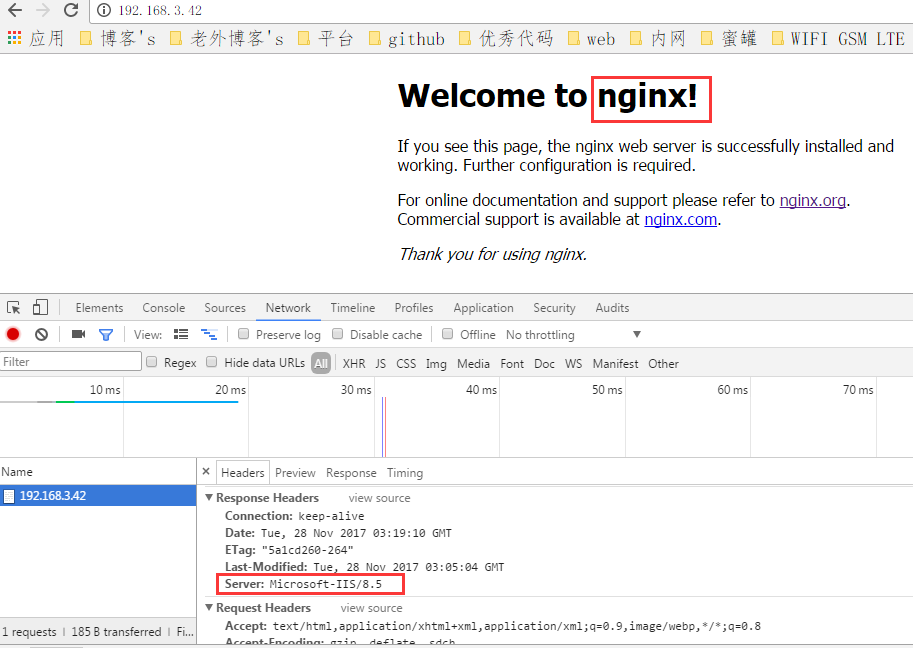 192.168.3.42
应用 博客's 老外博客's 平台 github 优秀代码 web 内网 蜜罐 WIFI GSM LTE
Welcome to nginx!
If you see this page, the nginx web server is successfully installed and
working. Further configuration is required.
For online documentation and support please refer to nginx.org.
Commercial support is available at nginx.com.
Thank you for using nginx.
Elements Console Sources Network Timeline Profiles Application Security Audits
View: Preserve log Disable cache Offline No throttling
Filter Regex Hide data URLs All XHR JS CSS Img Media Font Doc WS Manifest Other
10 ms 20 ms 30 ms 40 ms 50 ms 60 ms 70 ms
Name × Headers Preview Response Timing
192.168.3.42
Response Headers view source
Connection: keep-alive
Date: Tue, 28 Nov 2017 03:19:10 GMT
ETag: "5a1cd260-264"
Last-Modified: Tue, 28 Nov 2017 03:05:04 GMT
Server: Microsoft-IIS/8.5
Request Headers view source
Accept: text/html,application/xhtml+xml,application/xml;q=0.9,image/webp,*/*;q=0.8
1 requests | 185 B transferred | Fi...
Accept-Encoding: gzip, deflate, sdch